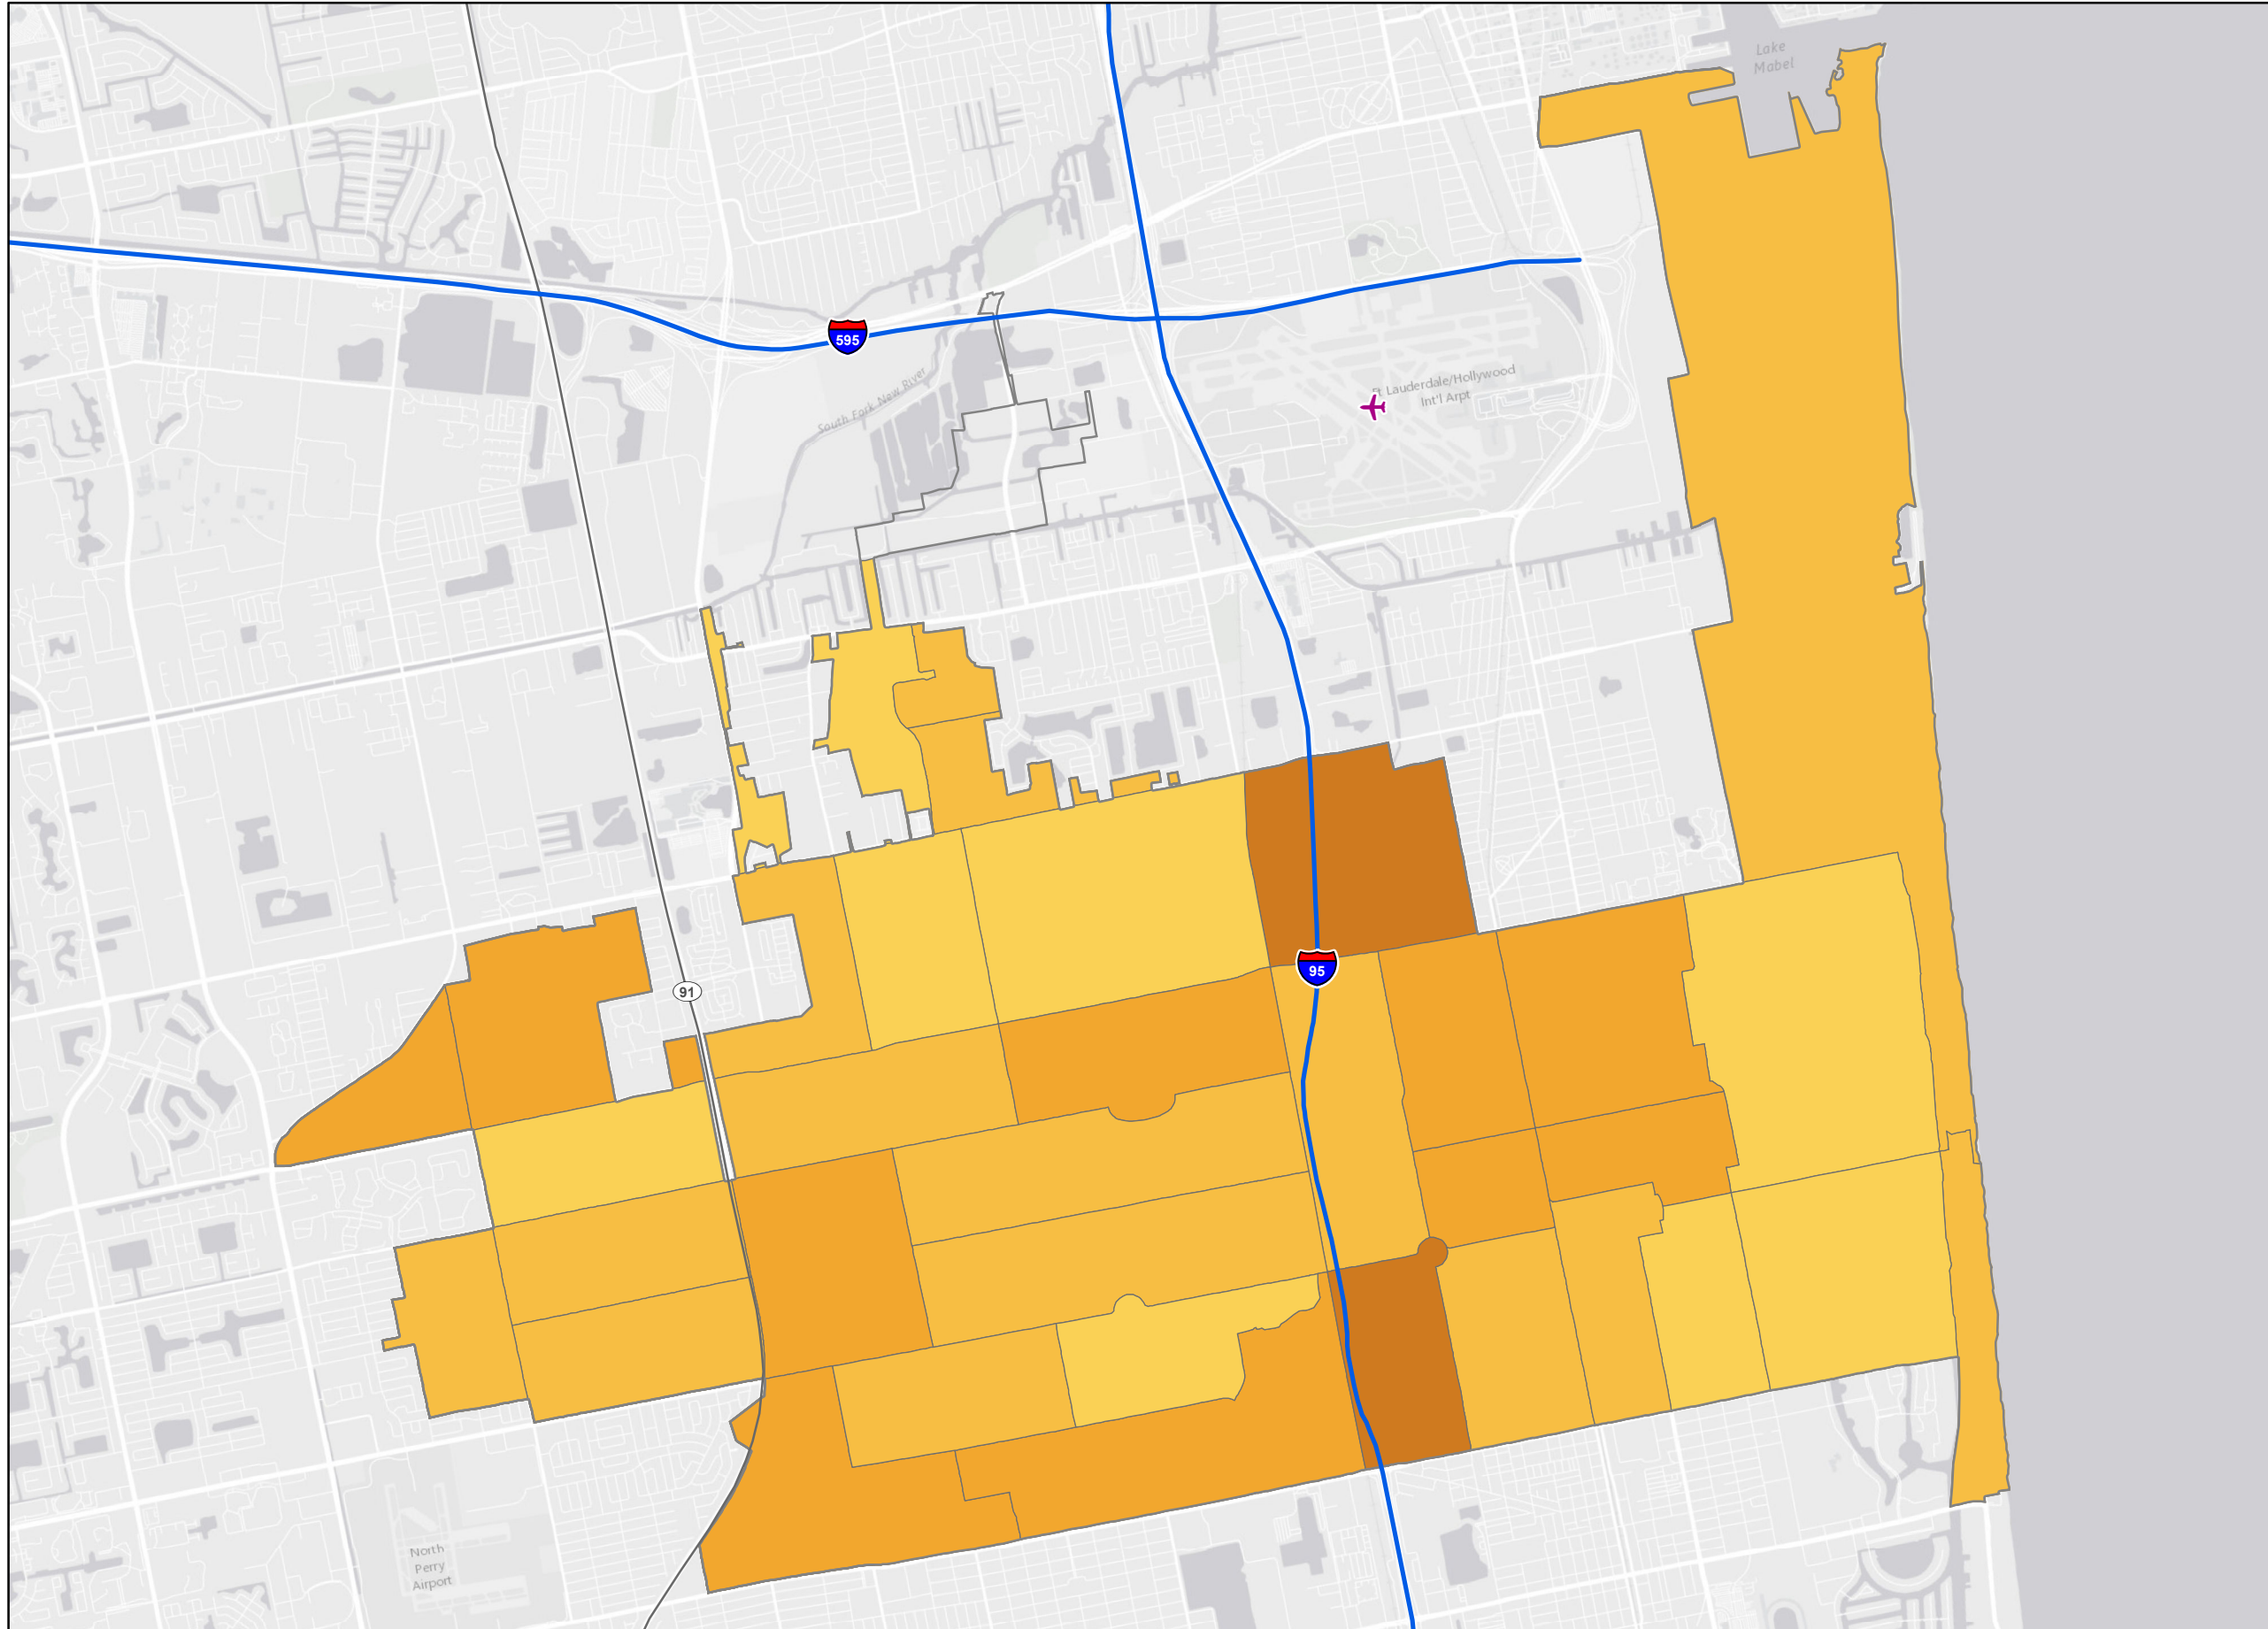 Lake
Mabel
595
Ft Lauderdale/Hollywood
Int'l Arpt
South Fork New River
95
91
North
Perry
Airport